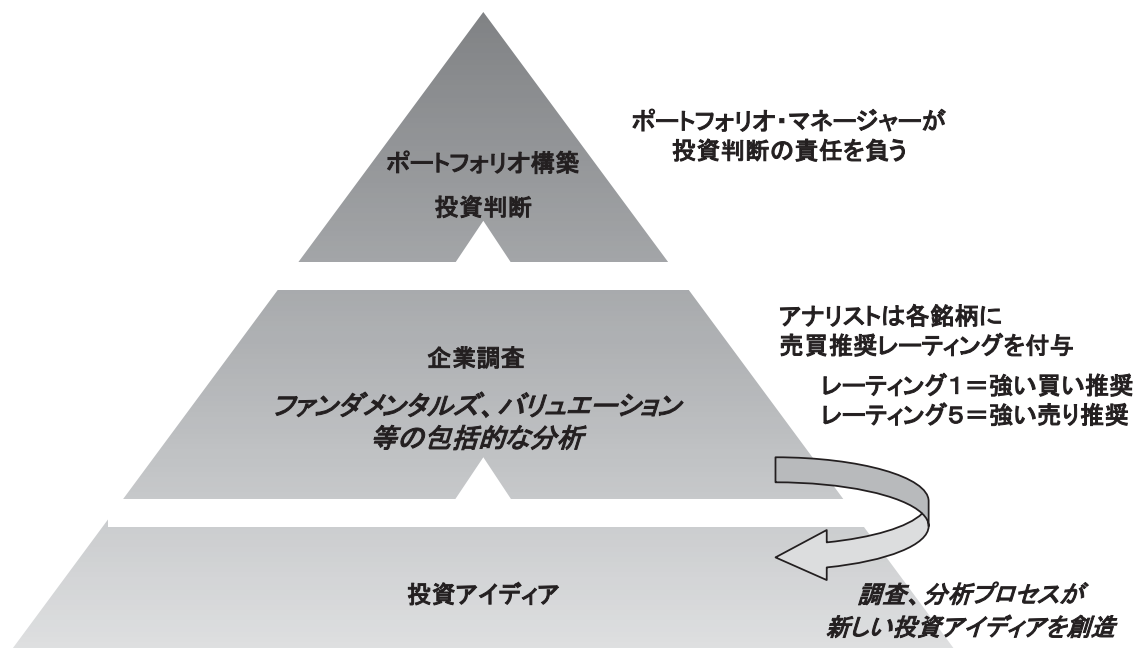 ポートフォリオ・マネージャーが
投資判断の責任を負う
ポートフォリオ構築
投資判断
アナリストは各銘柄に
売買推奨レーティングを付与
レーティング1＝強い買い推奨
レーティング5＝強い売り推奨
企業調査
ファンダメンタルズ、バリュエーション
等の包括的な分析
投資アイディア
調査、分析プロセスが
新しい投資アイディアを創造